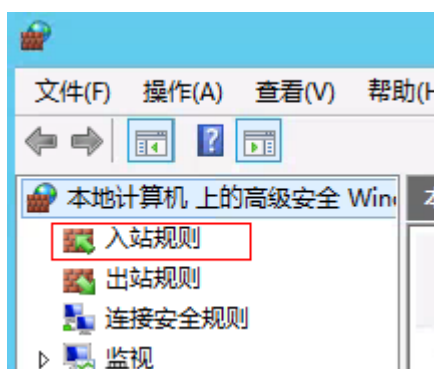 文件(F) 操作(A) 查看(V) 帮助(H
本地计算机 上的高级安全 Win
入站规则
出站规则
连接安全规则
监视